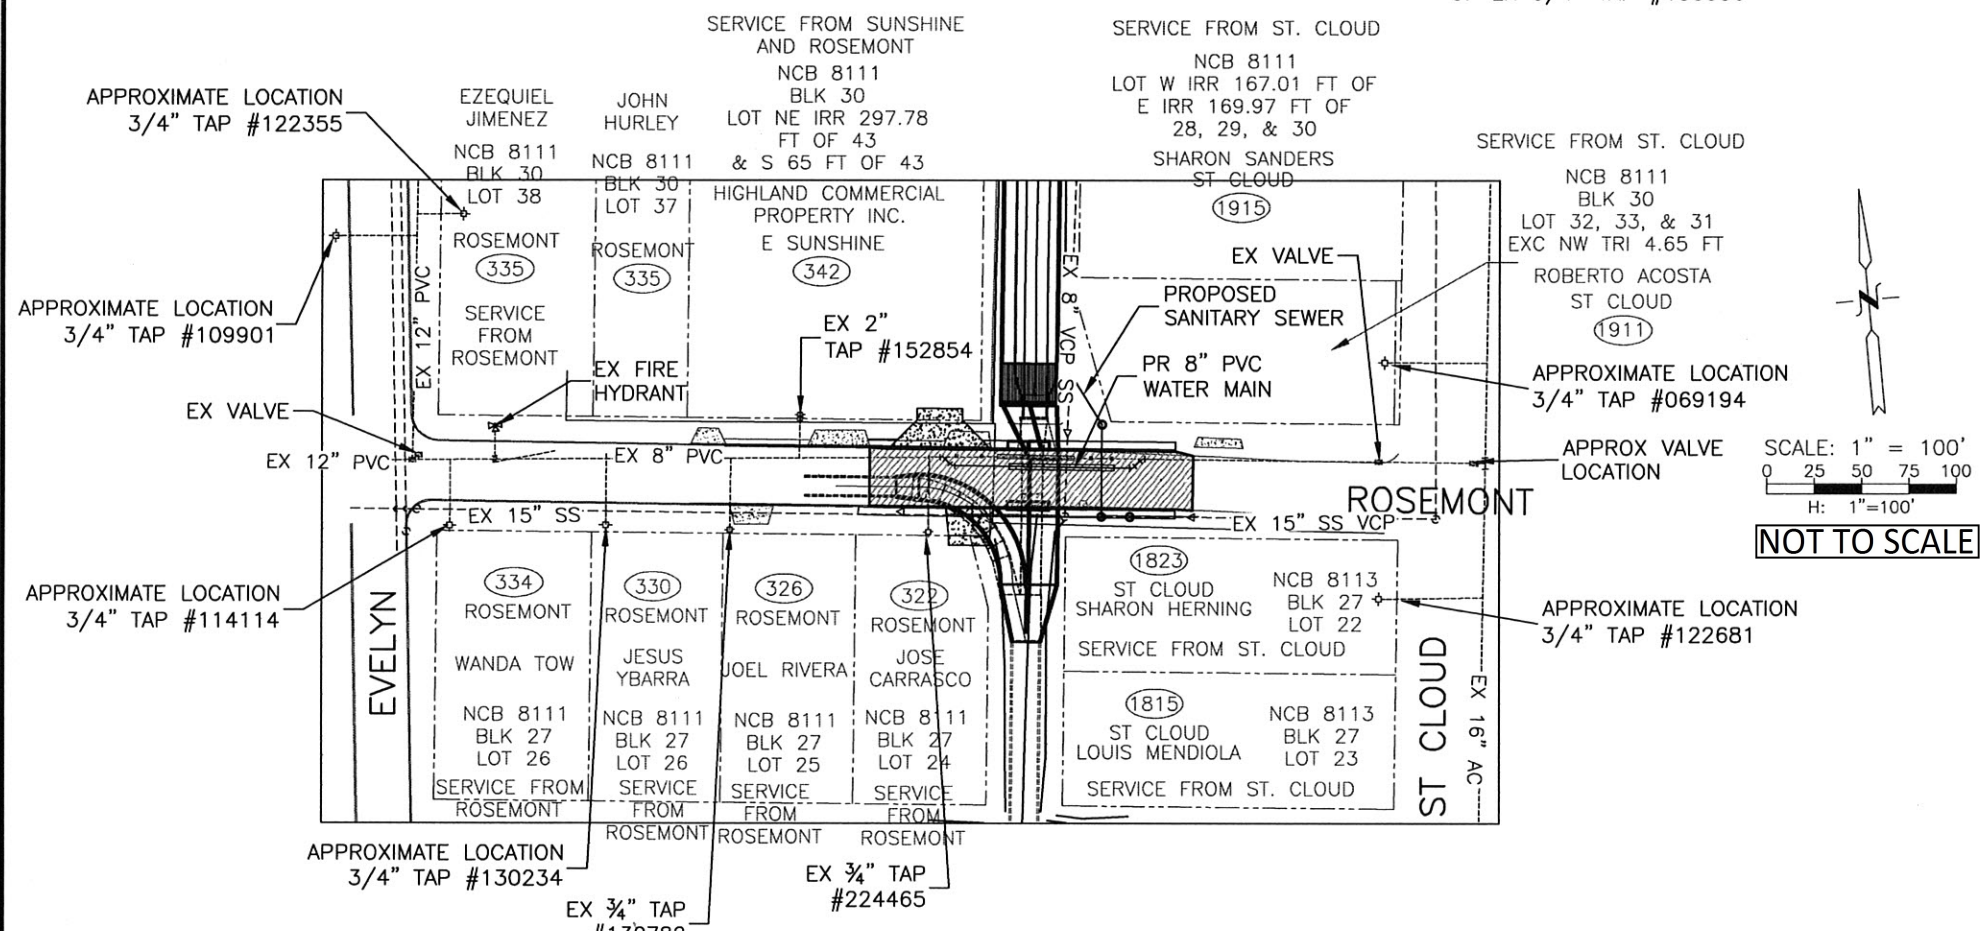 SERVICE FROM SUNSHINE
AND ROSEMONT
NCB 8111
BLK 30
LOT NE IRR 297.78
FT OF 43
& S 65 FT OF 43
HIGHLAND COMMERCIAL
PROPERTY INC.
E SUNSHINE
342
SERVICE FROM ST. CLOUD
NCB 8111
LOT W IRR 167.01 FT OF
E IRR 169.97 FT OF
28, 29, & 30
SHARON SANDERS
ST CLOUD
1915
SERVICE FROM ST. CLOUD
NCB 8111
BLK 30
LOT 32, 33, & 31
EXC NW TRI 4.65 FT
ROBERTO ACOSTA
ST CLOUD
1911
APPROXIMATE LOCATION
3/4" TAP #122355
EZEQUIEL
JIMENEZ
NCB 8111
BLK 30
LOT 38
ROSEMONT
335
SERVICE
FROM
ROSEMONT
JOHN
HURLEY
NCB 8111
BLK 30
LOT 37
ROSEMONT
335
APPROXIMATE LOCATION
3/4" TAP #109901
EX 12" PVC
EX VALVE
EX 12" PVC
EX FIRE
HYDRANT
EX 2"
TAP #152854
EX 8" PVC
EX 8" VCP SS
PROPOSED
SANITARY SEWER
PR 8" PVC
WATER MAIN
EX VALVE
APPROXIMATE LOCATION
3/4" TAP #069194
APPROX VALVE
LOCATION
N
SCALE: 1" = 100'
0 25 50 75 100
H: 1"=100'
NOT TO SCALE
ROSEMONT
EX 15" SS
EX 15" SS VCP
APPROXIMATE LOCATION
3/4" TAP #114114
EVELYN
334
ROSEMONT
WANDA TOW
NCB 8111
BLK 27
LOT 26
SERVICE FROM
ROSEMONT
330
ROSEMONT
JESUS
YBARRA
NCB 8111
BLK 27
LOT 26
SERVICE
FROM
ROSEMONT
326
ROSEMONT
JOEL RIVERA
NCB 8111
BLK 27
LOT 25
SERVICE
FROM
ROSEMONT
322
ROSEMONT
JOSE
CARRASCO
NCB 8111
BLK 27
LOT 24
SERVICE
FROM
ROSEMONT
1823
ST CLOUD
SHARON HERNING
NCB 8113
BLK 27
LOT 22
SERVICE FROM ST. CLOUD
1815
ST CLOUD
LOUIS MENDIOLA
NCB 8113
BLK 27
LOT 23
SERVICE FROM ST. CLOUD
ST CLOUD
EX 16" AC
APPROXIMATE LOCATION
3/4" TAP #122681
APPROXIMATE LOCATION
3/4" TAP #130234
EX ¾" TAP
EX ¾" TAP
#224465